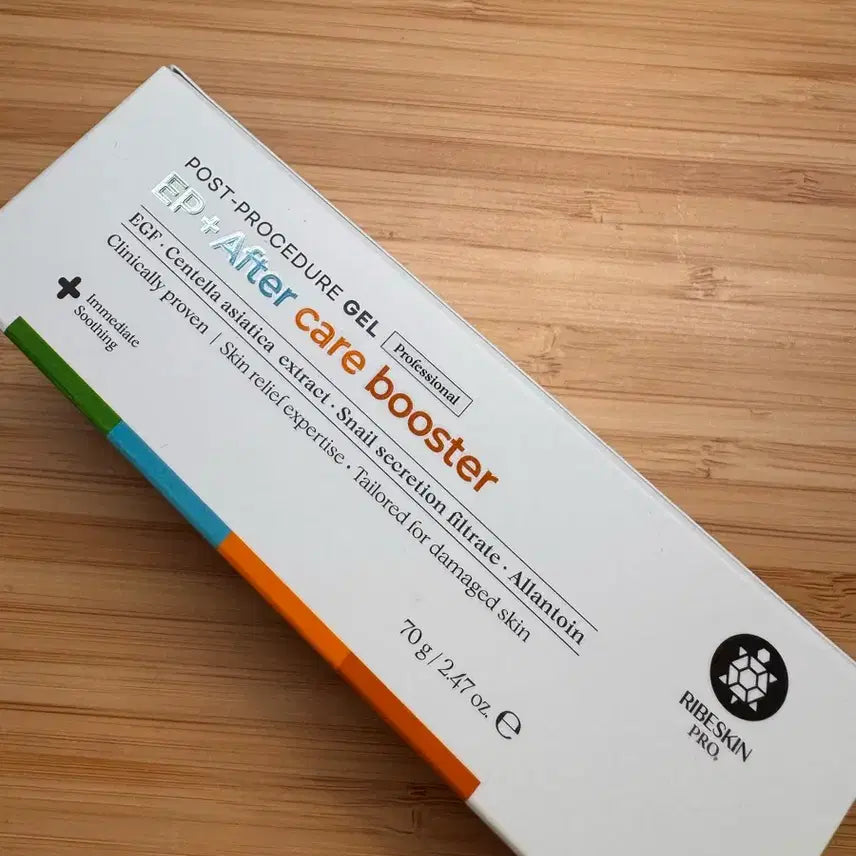 POST-PROCEDURE GEL
Professional
EP + After care booster
EGF · Centella asiatica extract · Snail secretion filtrate · Allantoin
Clinically proven | Skin relief expertise · Tailored for damaged skin
Immediate
Soothing
70 g / 2.47 oz. ℮
RIBESKIN
PRO®